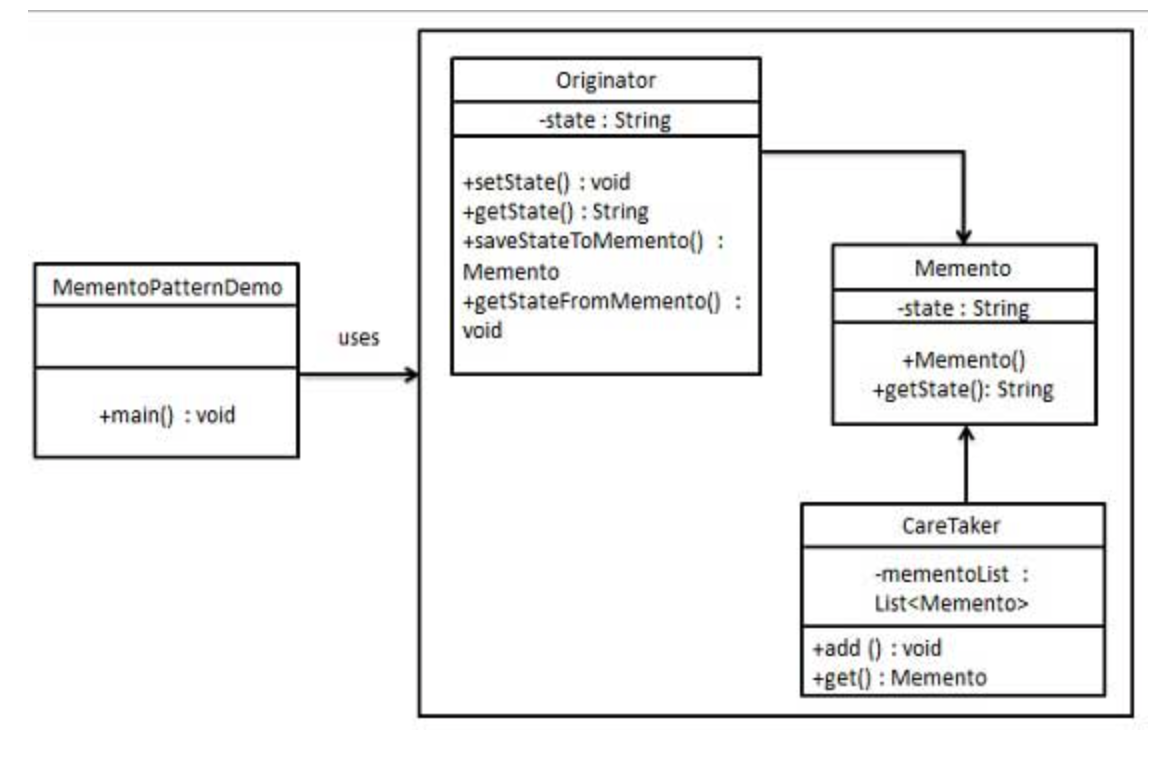 Originator
-state : String
+setState() : void
+getState() : String
+saveStateToMemento() :
Memento
+getStateFromMemento() :
void
MementoPatternDemo
+main() : void
uses
Memento
-state : String
+Memento()
+getState(): String
CareTaker
-mementoList :
List<Memento>
+add () : void
+get() : Memento